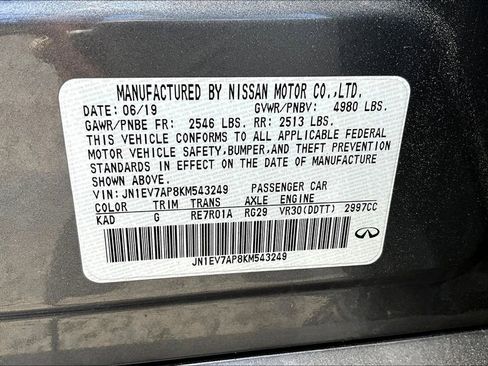 MANUFACTURED BY NISSAN MOTOR CO.,LTD.
DATE: 06/19 GVWR/PNBV: 4980 LBS.
GAWR/PNBE FR: 2546 LBS. RR: 2513 LBS.
THIS VEHICLE CONFORMS TO ALL APPLICABLE FEDERAL
MOTOR VEHICLE SAFETY,BUMPER,AND THEFT PREVENTION
STANDARDS IN EFFECT ON THE DATE OF MANUFACTURE
SHOWN ABOVE.
VIN: JN1EV7AP8KM543249 PASSENGER CAR
COLOR TRIM TRANS AXLE ENGINE
KAD G RE7R01A RG29 VR30(DDTT) 2997CC
JN1EV7AP8KM543249